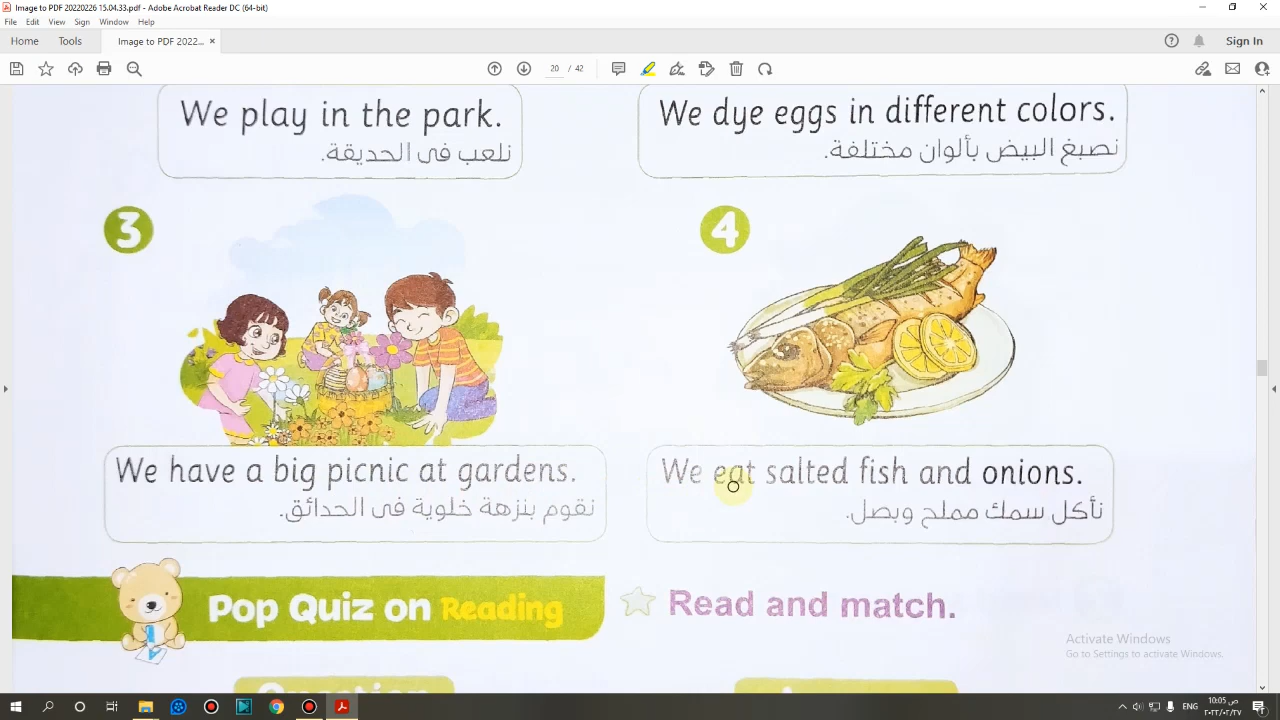 Image to PDF 20220226 15.04.33.pdf - Adobe Acrobat Reader DC (64-bit)
File Edit View Sign Window Help
Home Tools Image to PDF 2022... × Sign In
20 / 42
We play in the park.
نلعب فى الحديقة.
We dye eggs in different colors.
نصبغ البيض بألوان مختلفة.
3
4
We have a big picnic at gardens.
نقوم بنزهة خلوية فى الحدائق.
We eat salted fish and onions.
نأكل سمك مملح وبصل.
Pop Quiz on Reading
Read and match.
Activate Windows
Go to Settings to activate Windows.
Question
ENG
10:05 ص
٢٠٢٢/٠٢/٢٧